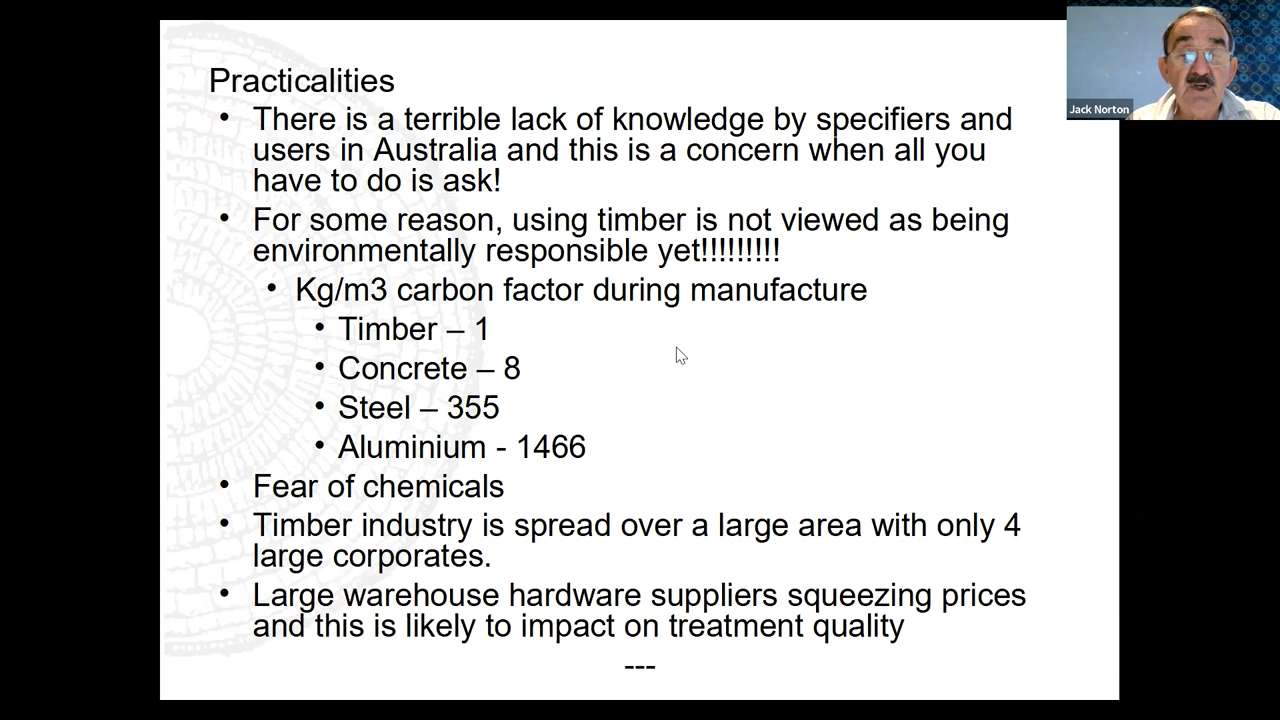 Practicalities
• There is a terrible lack of knowledge by specifiers and
users in Australia and this is a concern when all you
have to do is ask!
• For some reason, using timber is not viewed as being
environmentally responsible yet!!!!!!!!!
• Kg/m3 carbon factor during manufacture
• Timber – 1
• Concrete – 8
• Steel – 355
• Aluminium - 1466
• Fear of chemicals
• Timber industry is spread over a large area with only 4
large corporates.
• Large warehouse hardware suppliers squeezing prices
and this is likely to impact on treatment quality
---
Jack Norton